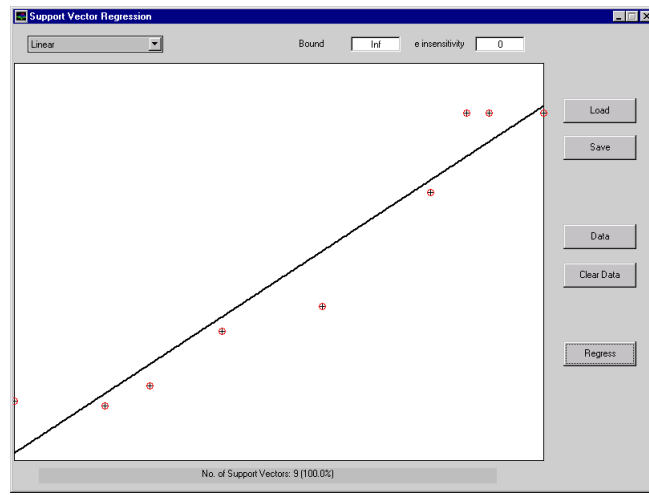 Support Vector Regression
Linear Bound Inf e insensitivity 0
Load
Save
Data
Clear Data
Regress
No. of Support Vectors: 9 (100.0%)